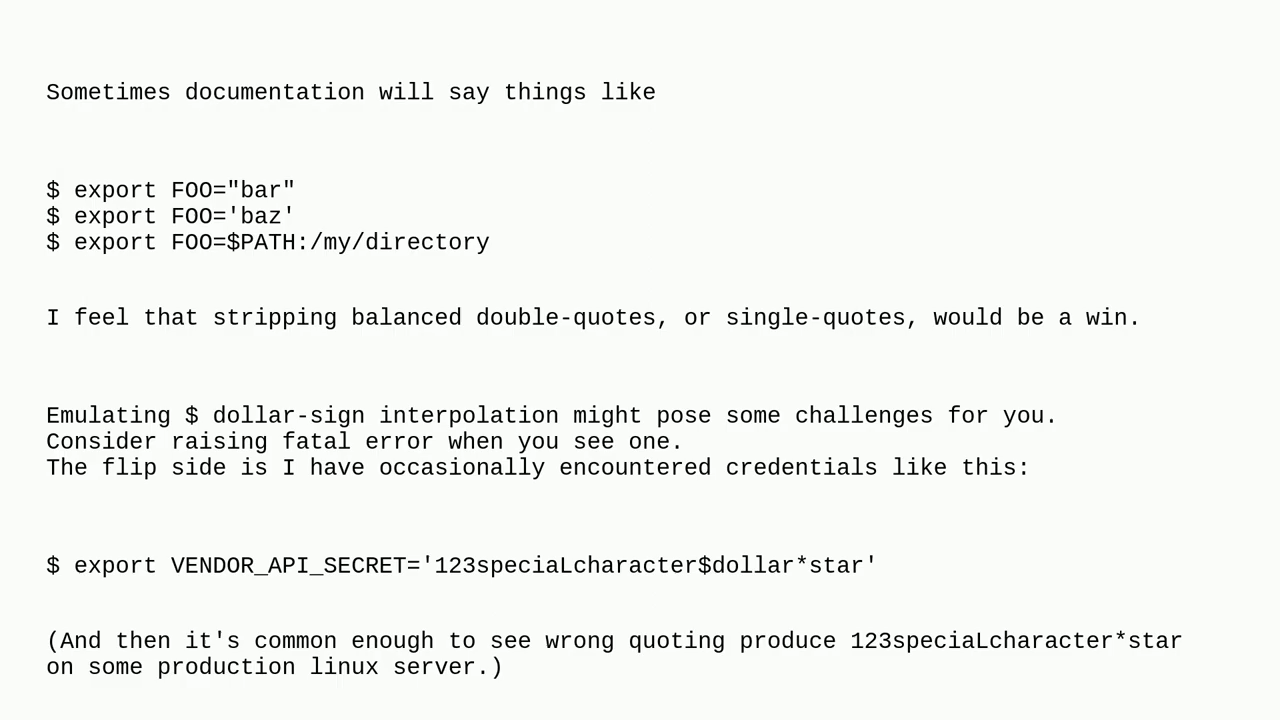 Sometimes documentation will say things like
$ export FOO="bar"
$ export FOO='baz'
$ export FOO=$PATH:/my/directory
I feel that stripping balanced double-quotes, or single-quotes, would be a win.
Emulating $ dollar-sign interpolation might pose some challenges for you.
Consider raising fatal error when you see one.
The flip side is I have occasionally encountered credentials like this:
$ export VENDOR_API_SECRET='123speciaLcharacter$dollar*star'
(And then it's common enough to see wrong quoting produce 123speciaLcharacter*star
on some production linux server.)